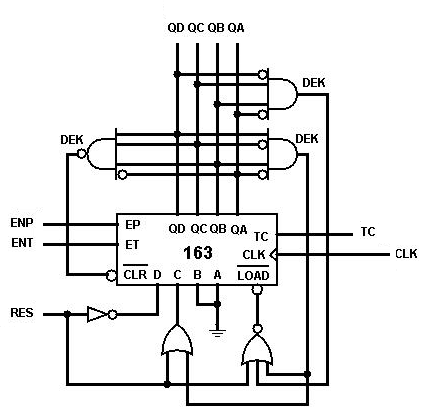 QD QC QB QA
DEK
DEK DEK
ENP EP QD QC QB QA TC TC
ENT ET 163 CLK CLK
CLR D C B A LOAD
RES